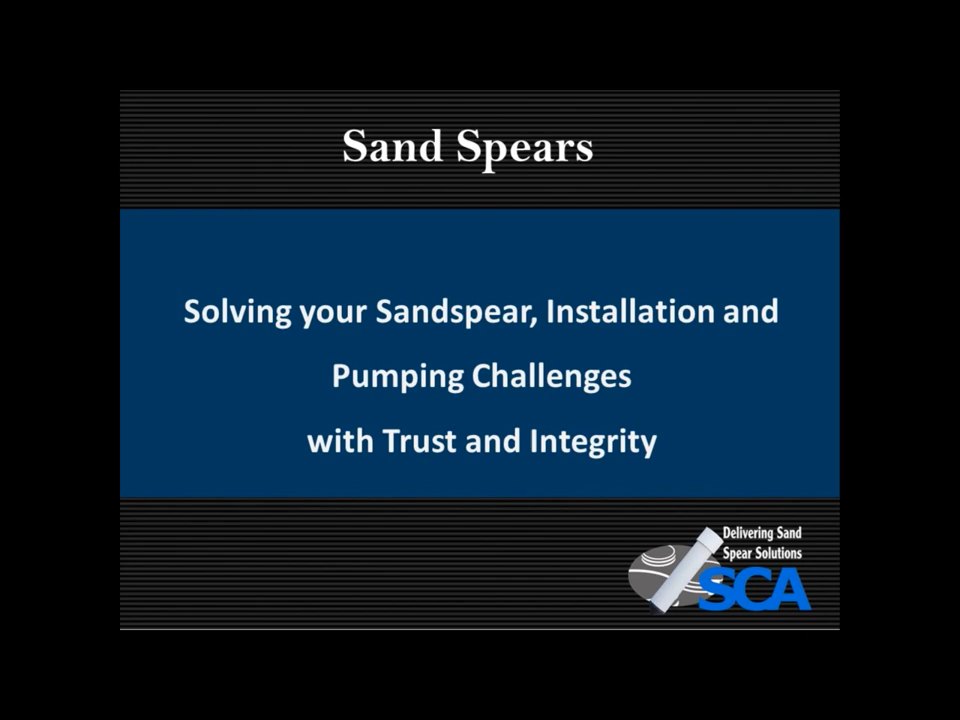 Sand Spears
Solving your Sandspear, Installation and
Pumping Challenges
with Trust and Integrity
Delivering Sand
Spear Solutions
SCA